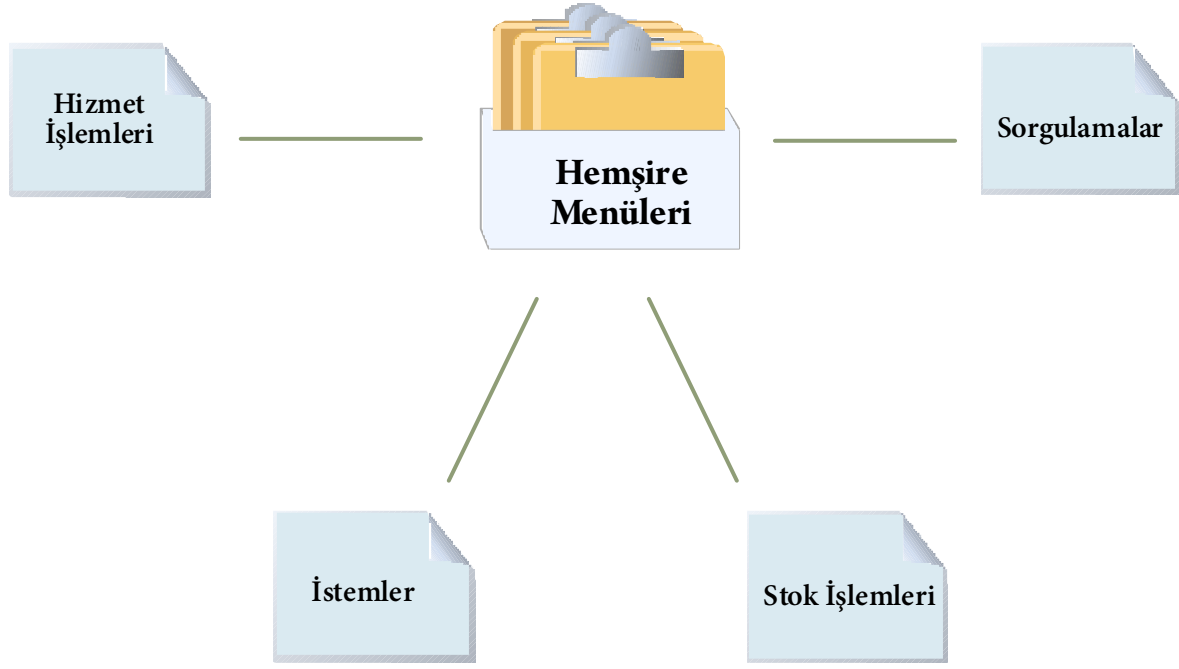 Hizmet
İşlemleri
Hemşire
Menüleri
Sorgulamalar
İstemler
Stok İşlemleri